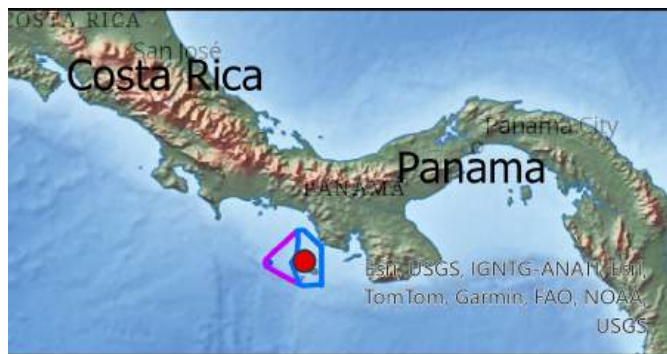 COSTA RICA
San José
Costa Rica
Panama City
Panama
PANAMA
Esri, USGS, IGNTG-ANATI, Esri,
TomTom, Garmin, FAO, NOAA,
USGS